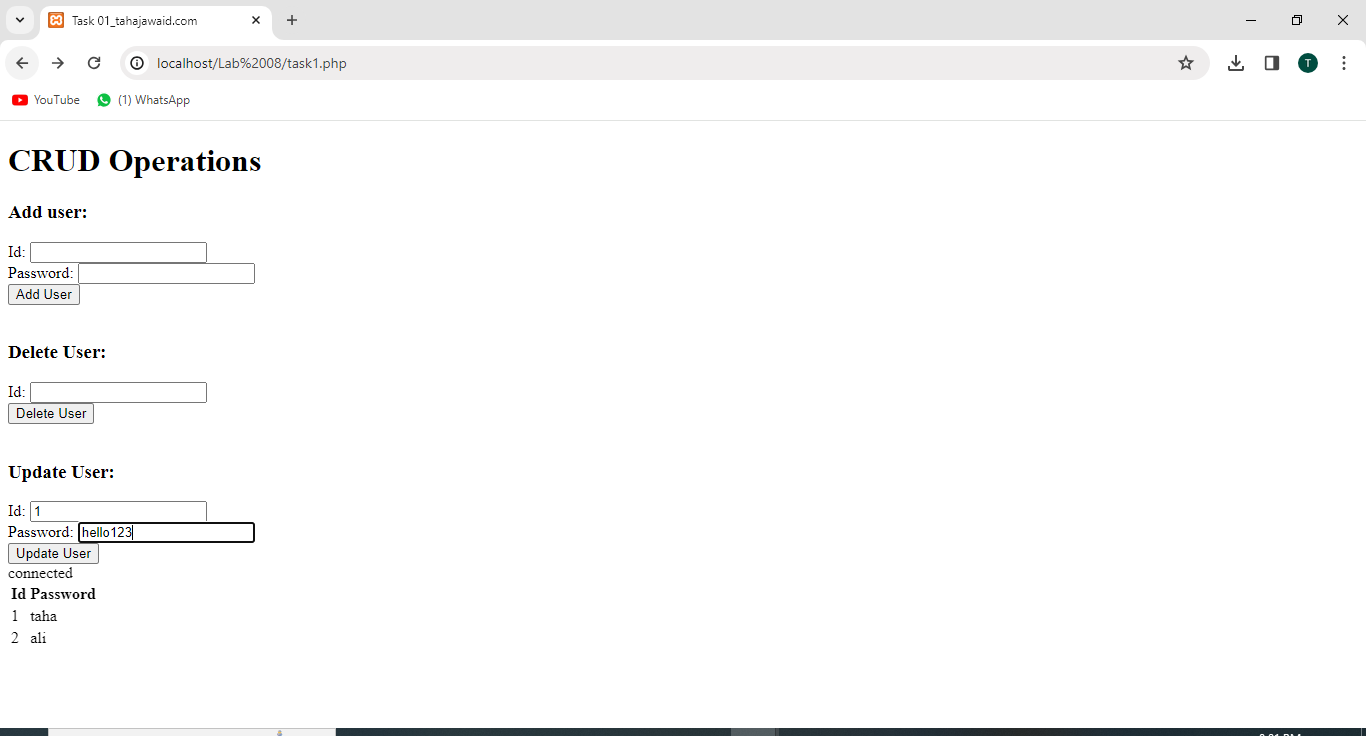 Task 01_tahajawaid.com
localhost/Lab%2008/task1.php
T
YouTube
(1) WhatsApp
CRUD Operations
Add user:
Id:
Password:
Add User
Delete User:
Id:
Delete User
Update User:
Id: 1
Password: hello123
Update User
connected
Id Password
1 taha
2 ali